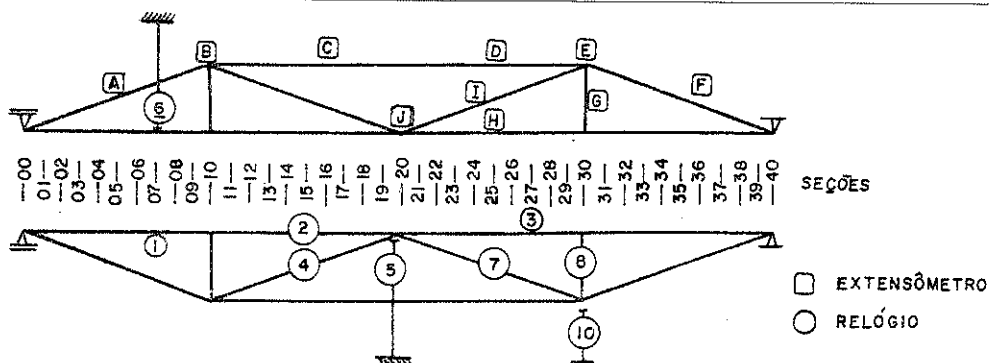 C D
B E
A F
I
6 G
J H
00 01 02 03 04 05 06 07 08 09 10 11 12 13 14 15 16 17 18 19 20 21 22 23 24 25 26 27 28 29 30 31 32 33 34 35 36 37 38 39 40 SEÇÕES
1 2 3
4 5 7 8
EXTENSÔMETRO
RELÓGIO
10